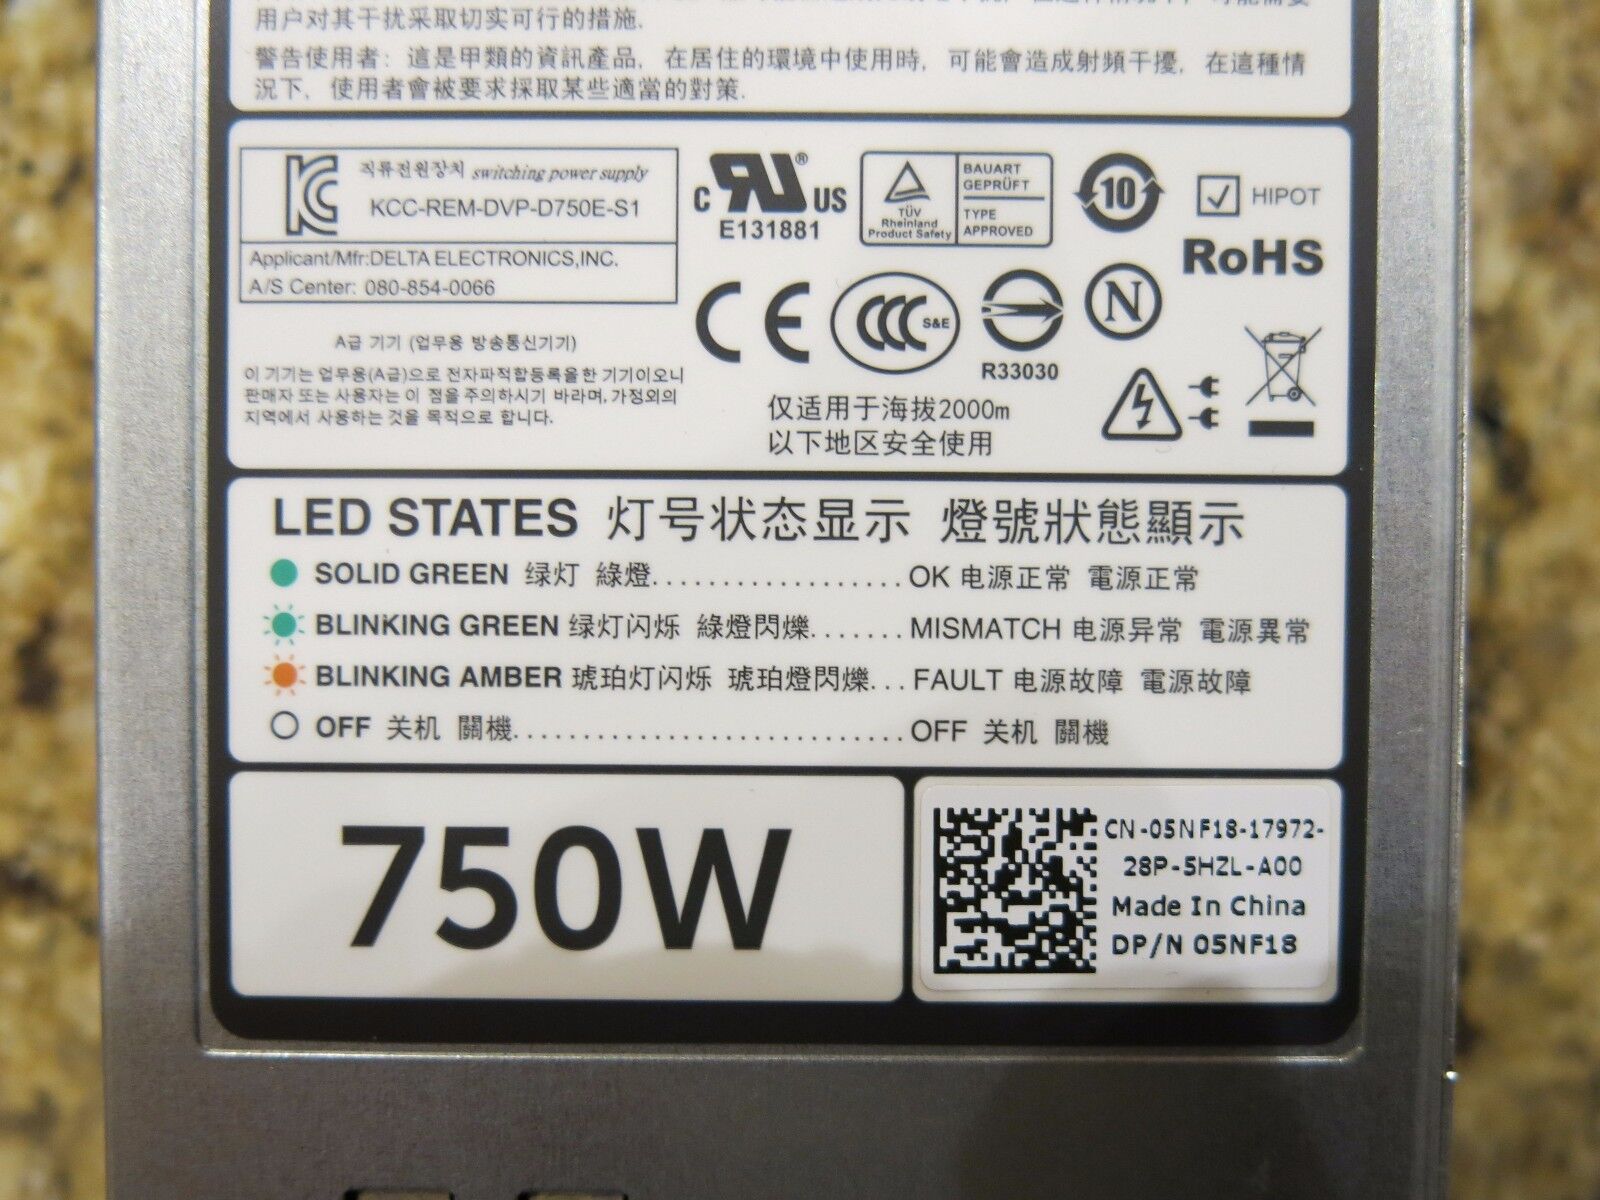 用户对其干扰采取切实可行的措施.
警告使用者: 這是甲類的資訊產品, 在居住的環境中使用時, 可能會造成射頻干擾, 在這種情
況下, 使用者會被要求採取某些適當的對策.
직류전원장치 switching power supply
KCC-REM-DVP-D750E-S1
Applicant/Mfr:DELTA ELECTRONICS,INC.
A/S Center: 080-854-0066
A급 기기 (업무용 방송통신기기)
이 기기는 업무용(A급)으로 전자파적합등록을한 기기이오니
판매자 또는 사용자는 이 점을 주의하시기 바라며, 가정외의
지역에서 사용하는 것을 목적으로 합니다.
C RU ® US
E131881
TÜV
Rheinland
Product Safety
BAUART
GEPRÜFT
TYPE
APPROVED
10
HIPOT
RoHS
CE
CCC S&E
R33030
N
仅适用于海拔2000m
以下地区安全使用
LED STATES 灯号状态显示 燈號狀態顯示
SOLID GREEN 绿灯 綠燈...................OK 电源正常 電源正常
BLINKING GREEN 绿灯闪烁 綠燈閃爍.......MISMATCH 电源异常 電源異常
BLINKING AMBER 琥珀灯闪烁 琥珀燈閃爍...FAULT 电源故障 電源故障
OFF 关机 關機.............................OFF 关机 關機
750W
CN-05NF18-17972-
28P-5HZL-A00
Made In China
DP/N 05NF18